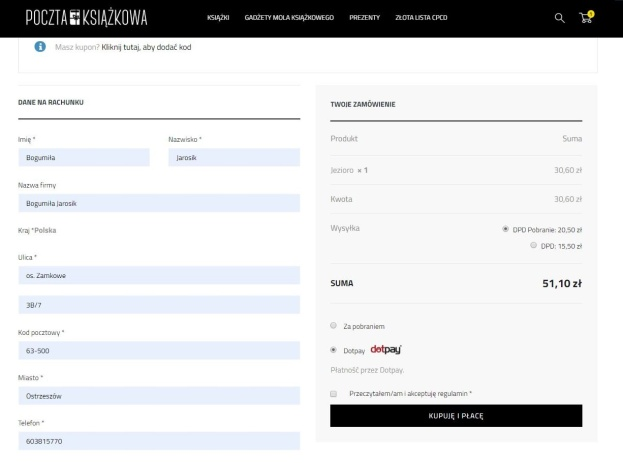 POCZTA KSIĄŻKOWA
KSIĄŻKI GADŻETY MOLA KSIĄŻKOWEGO PREZENTY ZŁOTA LISTA CPCD
1
Masz kupon? Kliknij tutaj, aby dodać kod
DANE NA RACHUNKU
Imię * Nazwisko *
Bogumiła Jarosik
Nazwa firmy
Bogumiła Jarosik
Kraj *Polska
Ulica *
os. Zamkowe
3B/7
Kod pocztowy *
63-500
Miasto *
Ostrzeszów
Telefon *
603815770
TWOJE ZAMÓWIENIE
Produkt Suma
Jezioro × 1 30,60 zł
Kwota 30,60 zł
Wysyłka DPD Pobranie: 20,50 zł
DPD: 15,50 zł
SUMA 51,10 zł
Za pobraniem
Dotpay dotpay
Płatność przez Dotpay.
Przeczytałem/am i akceptuję regulamin *
KUPUJĘ I PŁACĘ